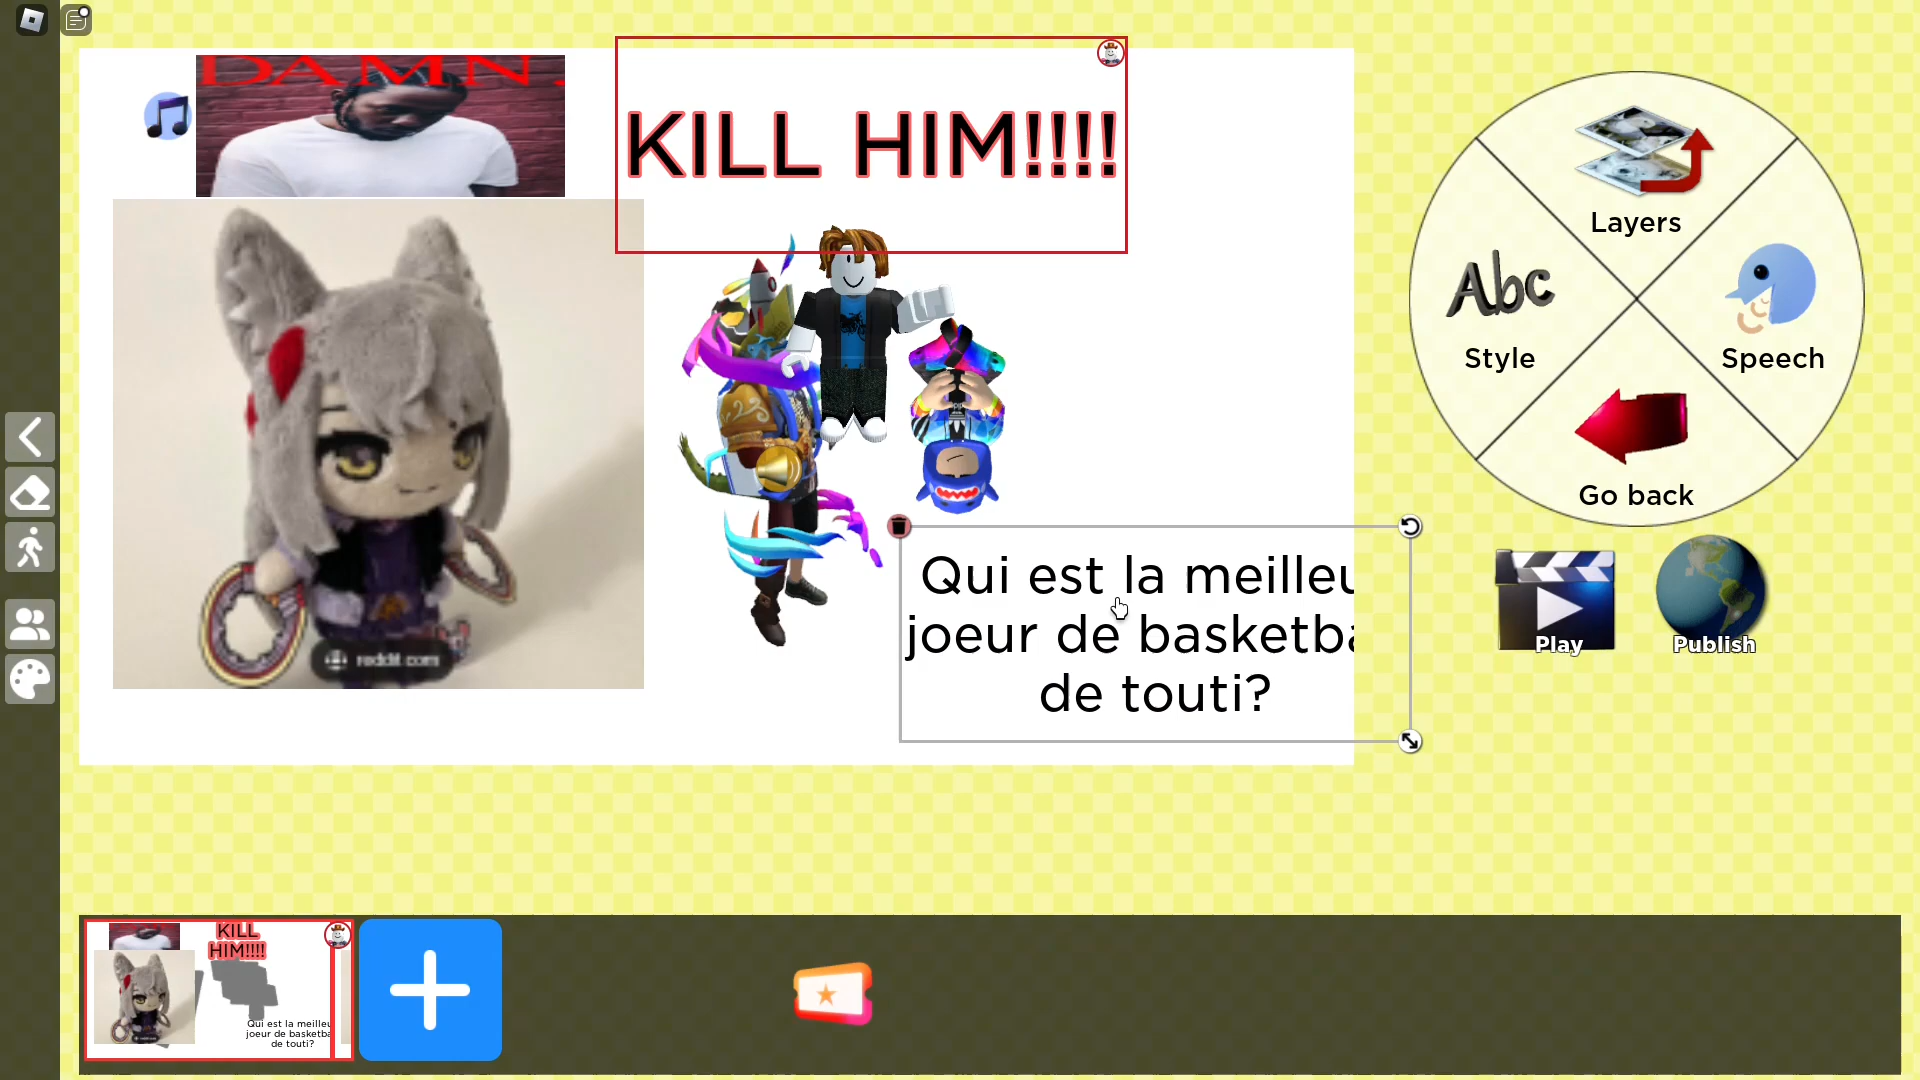 DAMN.
KILL HIM!!!!
reddit.com
Qui est la meilleu
joeur de basketba
de touti?
Layers
Abc
Style
Speech
Go back
Play
Publish
KILL
HIM!!!!
Qui est la meilleu
joeur de basketba
de touti?